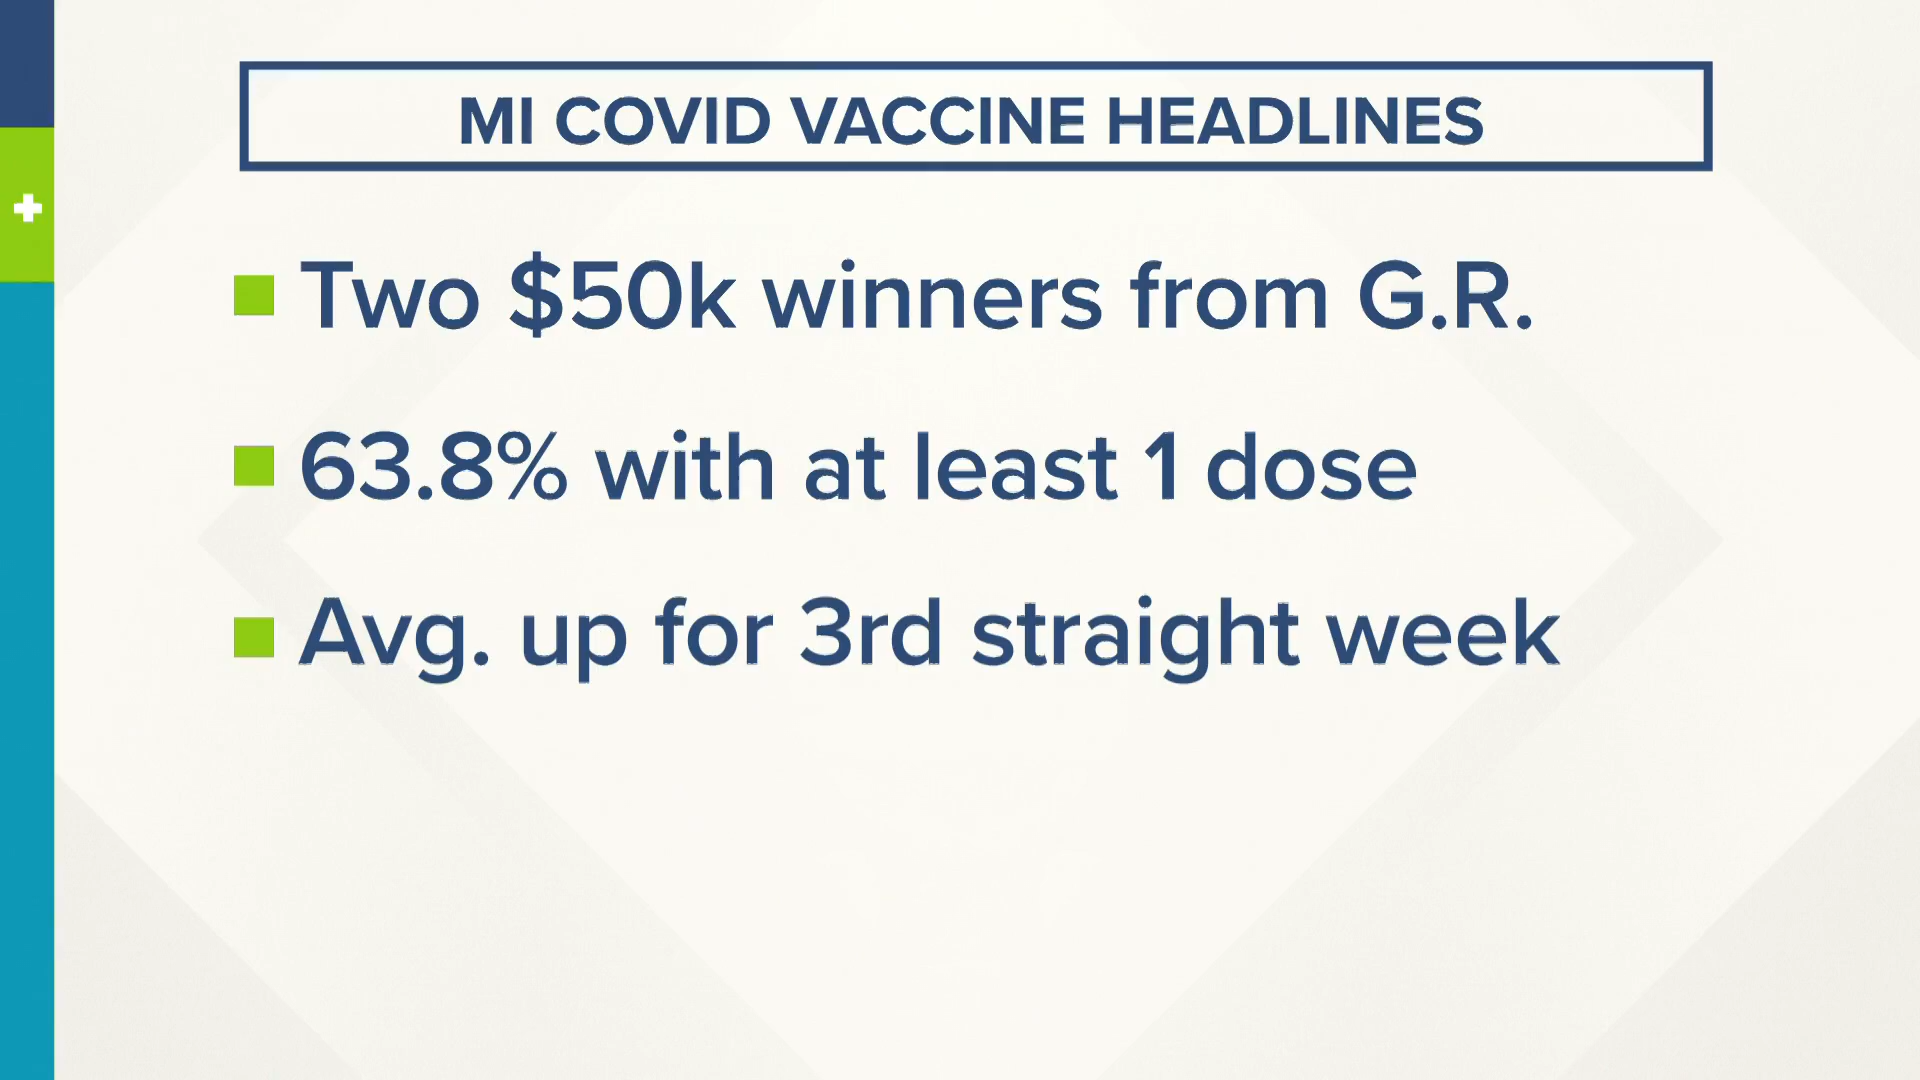 MI COVID VACCINE HEADLINES
Two $50k winners from G.R.
63.8% with at least 1 dose
Avg. up for 3rd straight week